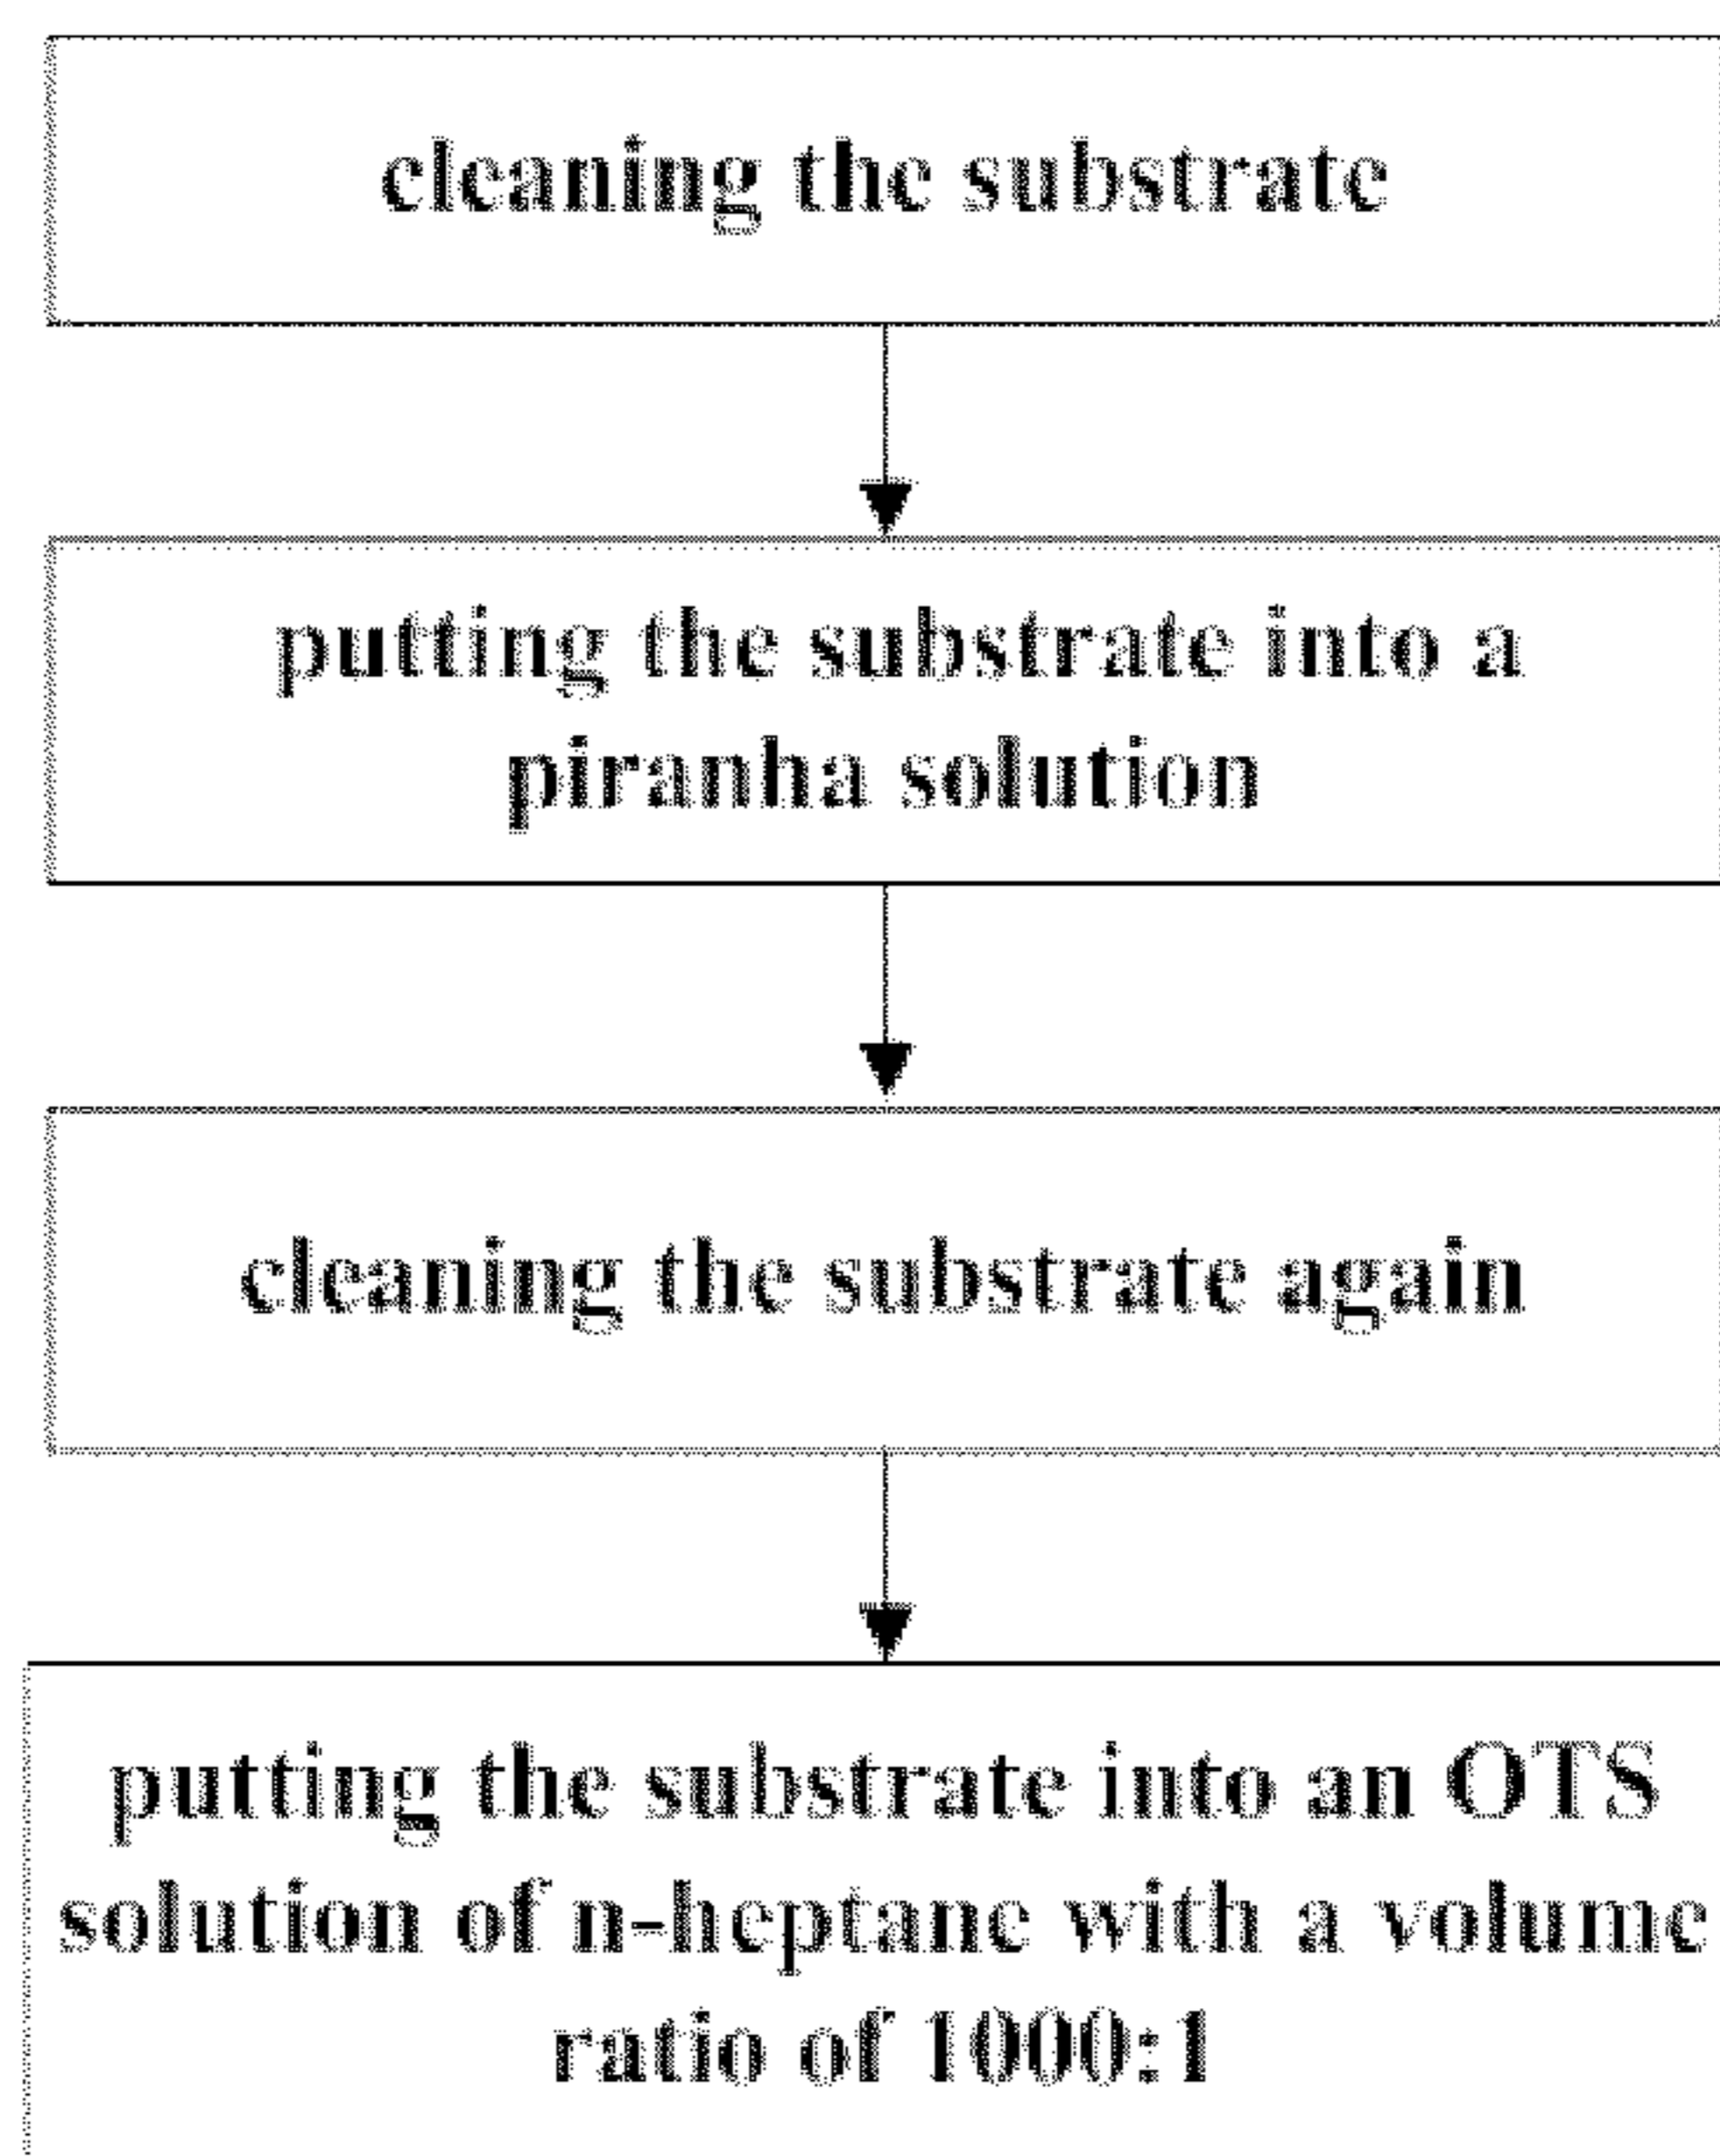 cleaning the substrate
putting the substrate into a
piranha solution
cleaning the substrate again
putting the substrate into an OTS
solution of n-heptane with a volume
ratio of 1000:1